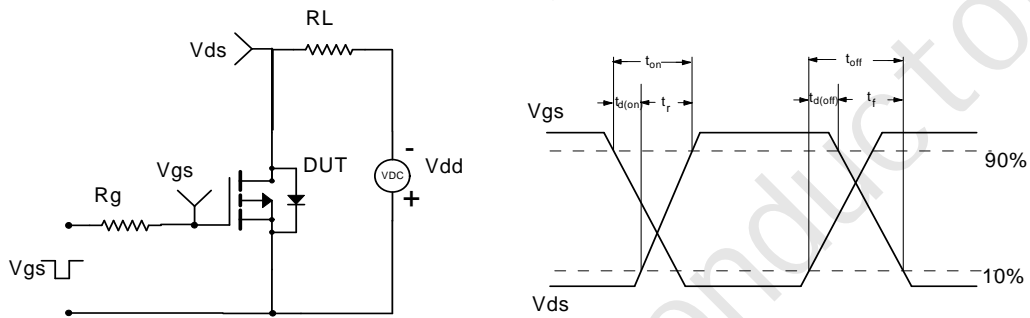 RL
Vds
Vgs
DUT
-
VDC
+
Vdd
Rg
Vgs
ton
toff
td(on)
tr
td(off)
tf
Vgs
90%
10%
Vds